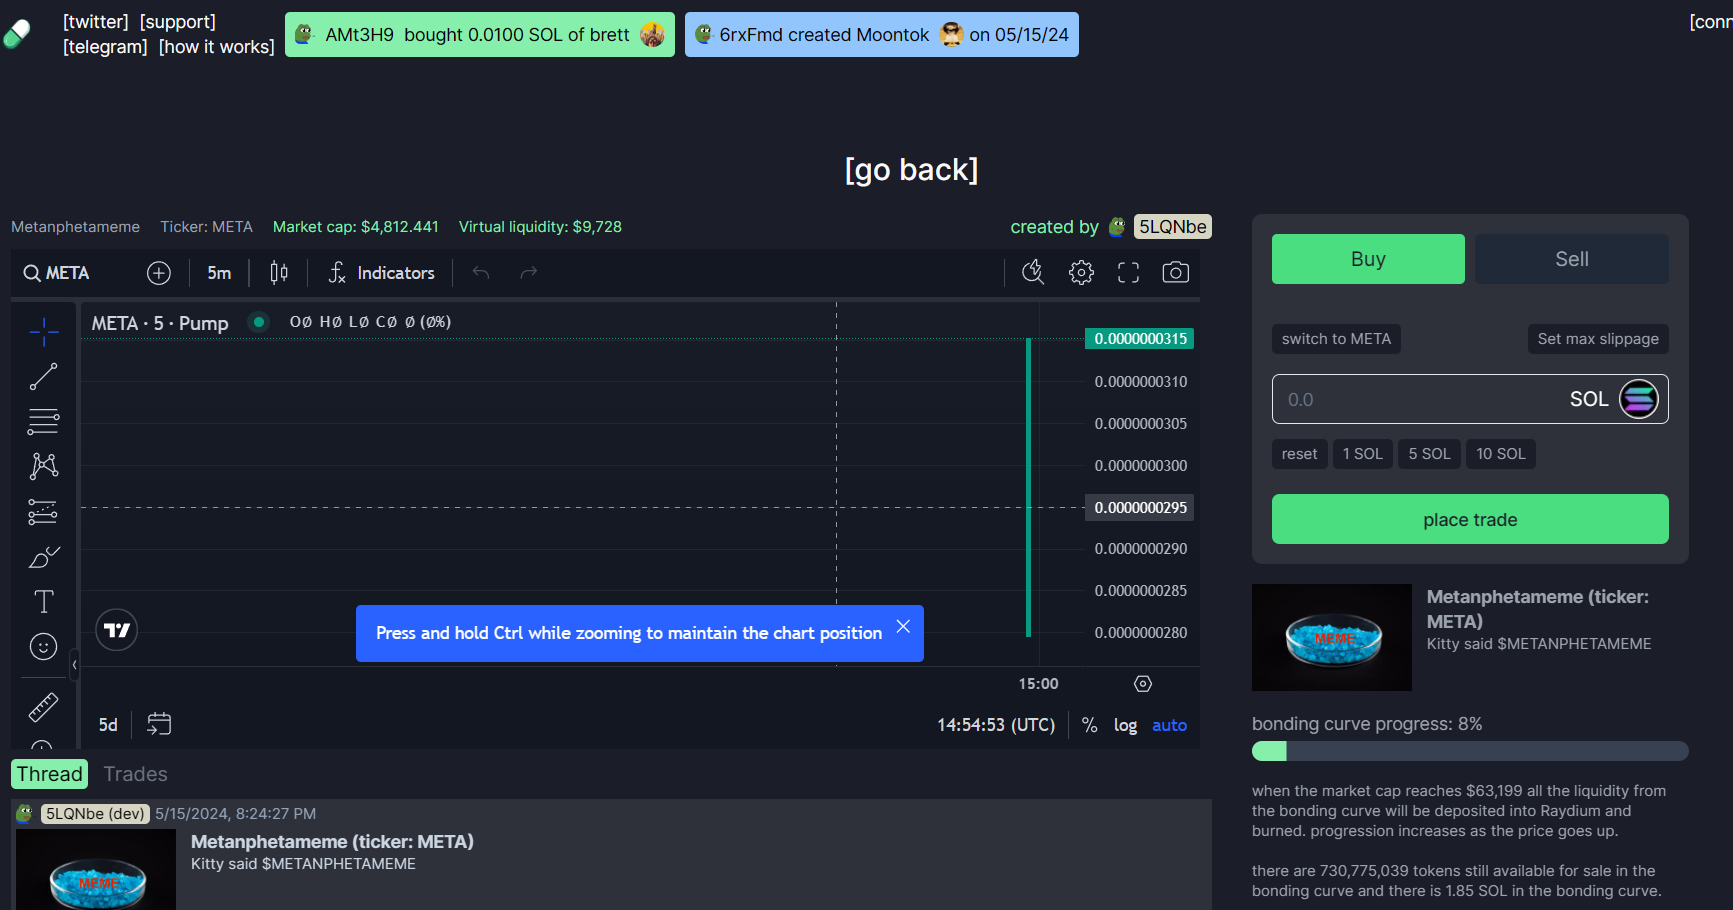 [twitter] [support]
[telegram] [how it works]
AMt3H9 bought 0.0100 SOL of brett
6rxFmd created Moontok on 05/15/24
[conn
[go back]
Metanphetameme Ticker: META Market cap: $4,812.441 Virtual liquidity: $9,728
created by 5LQNbe
META 5m Indicators
META · 5 · Pump OØ HØ LØ CØ Ø (0%)
0.0000000315
0.0000000310
0.0000000305
0.0000000300
0.0000000295
0.0000000290
0.0000000285
0.0000000280
Press and hold Ctrl while zooming to maintain the chart position
15:00
5d 14:54:53 (UTC) % log auto
Thread Trades
5LQNbe (dev) 5/15/2024, 8:24:27 PM
MEME
Metanphetameme (ticker: META)
Kitty said $METANPHETAMEME
Buy Sell
switch to META Set max slippage
0.0 SOL
reset 1 SOL 5 SOL 10 SOL
place trade
MEME
Metanphetameme (ticker:
META)
Kitty said $METANPHETAMEME
bonding curve progress: 8%
when the market cap reaches $63,199 all the liquidity from
the bonding curve will be deposited into Raydium and
burned. progression increases as the price goes up.
there are 730,775,039 tokens still available for sale in the
bonding curve and there is 1.85 SOL in the bonding curve.